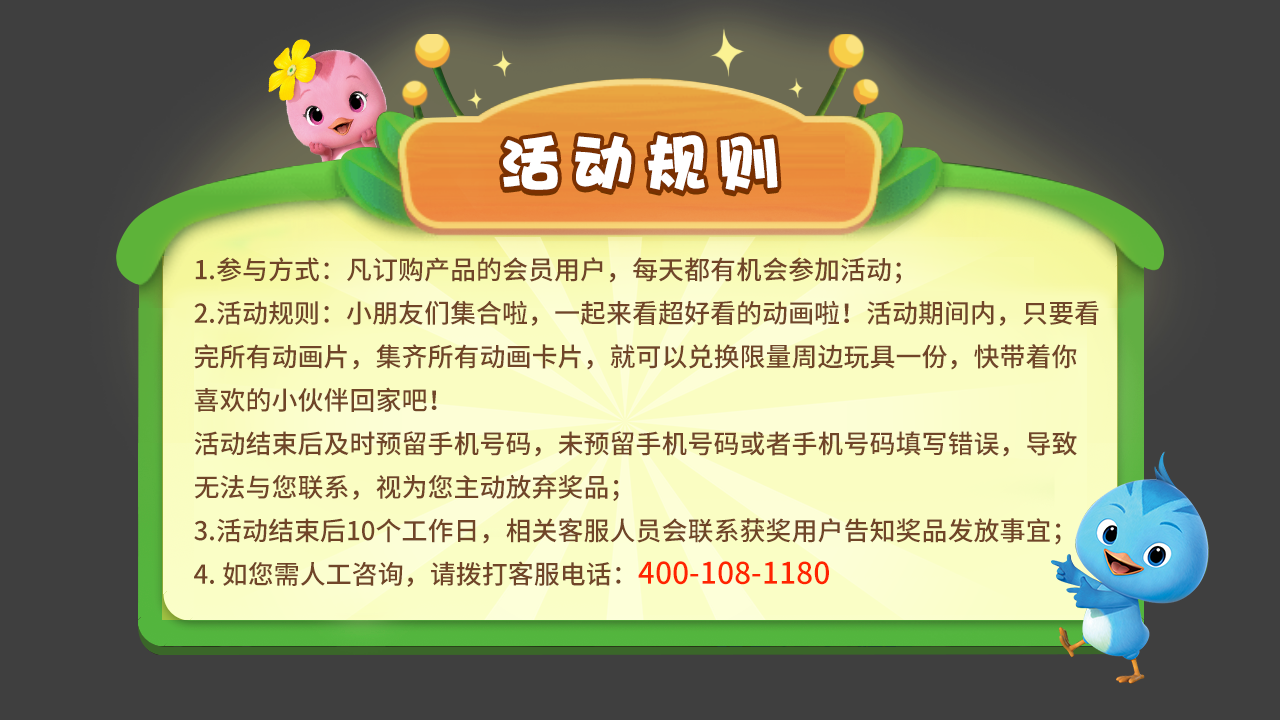 活动规则
1.参与方式：凡订购产品的会员用户，每天都有机会参加活动；
2.活动规则：小朋友们集合啦，一起来看超好看的动画啦！活动期间内，只要看
完所有动画片，集齐所有动画卡片，就可以兑换限量周边玩具一份，快带着你
喜欢的小伙伴回家吧！
活动结束后及时预留手机号码，未预留手机号码或者手机号码填写错误，导致
无法与您联系，视为您主动放弃奖品；
3.活动结束后10个工作日，相关客服人员会联系获奖用户告知奖品发放事宜；
4. 如您需人工咨询，请拨打客服电话：400-108-1180